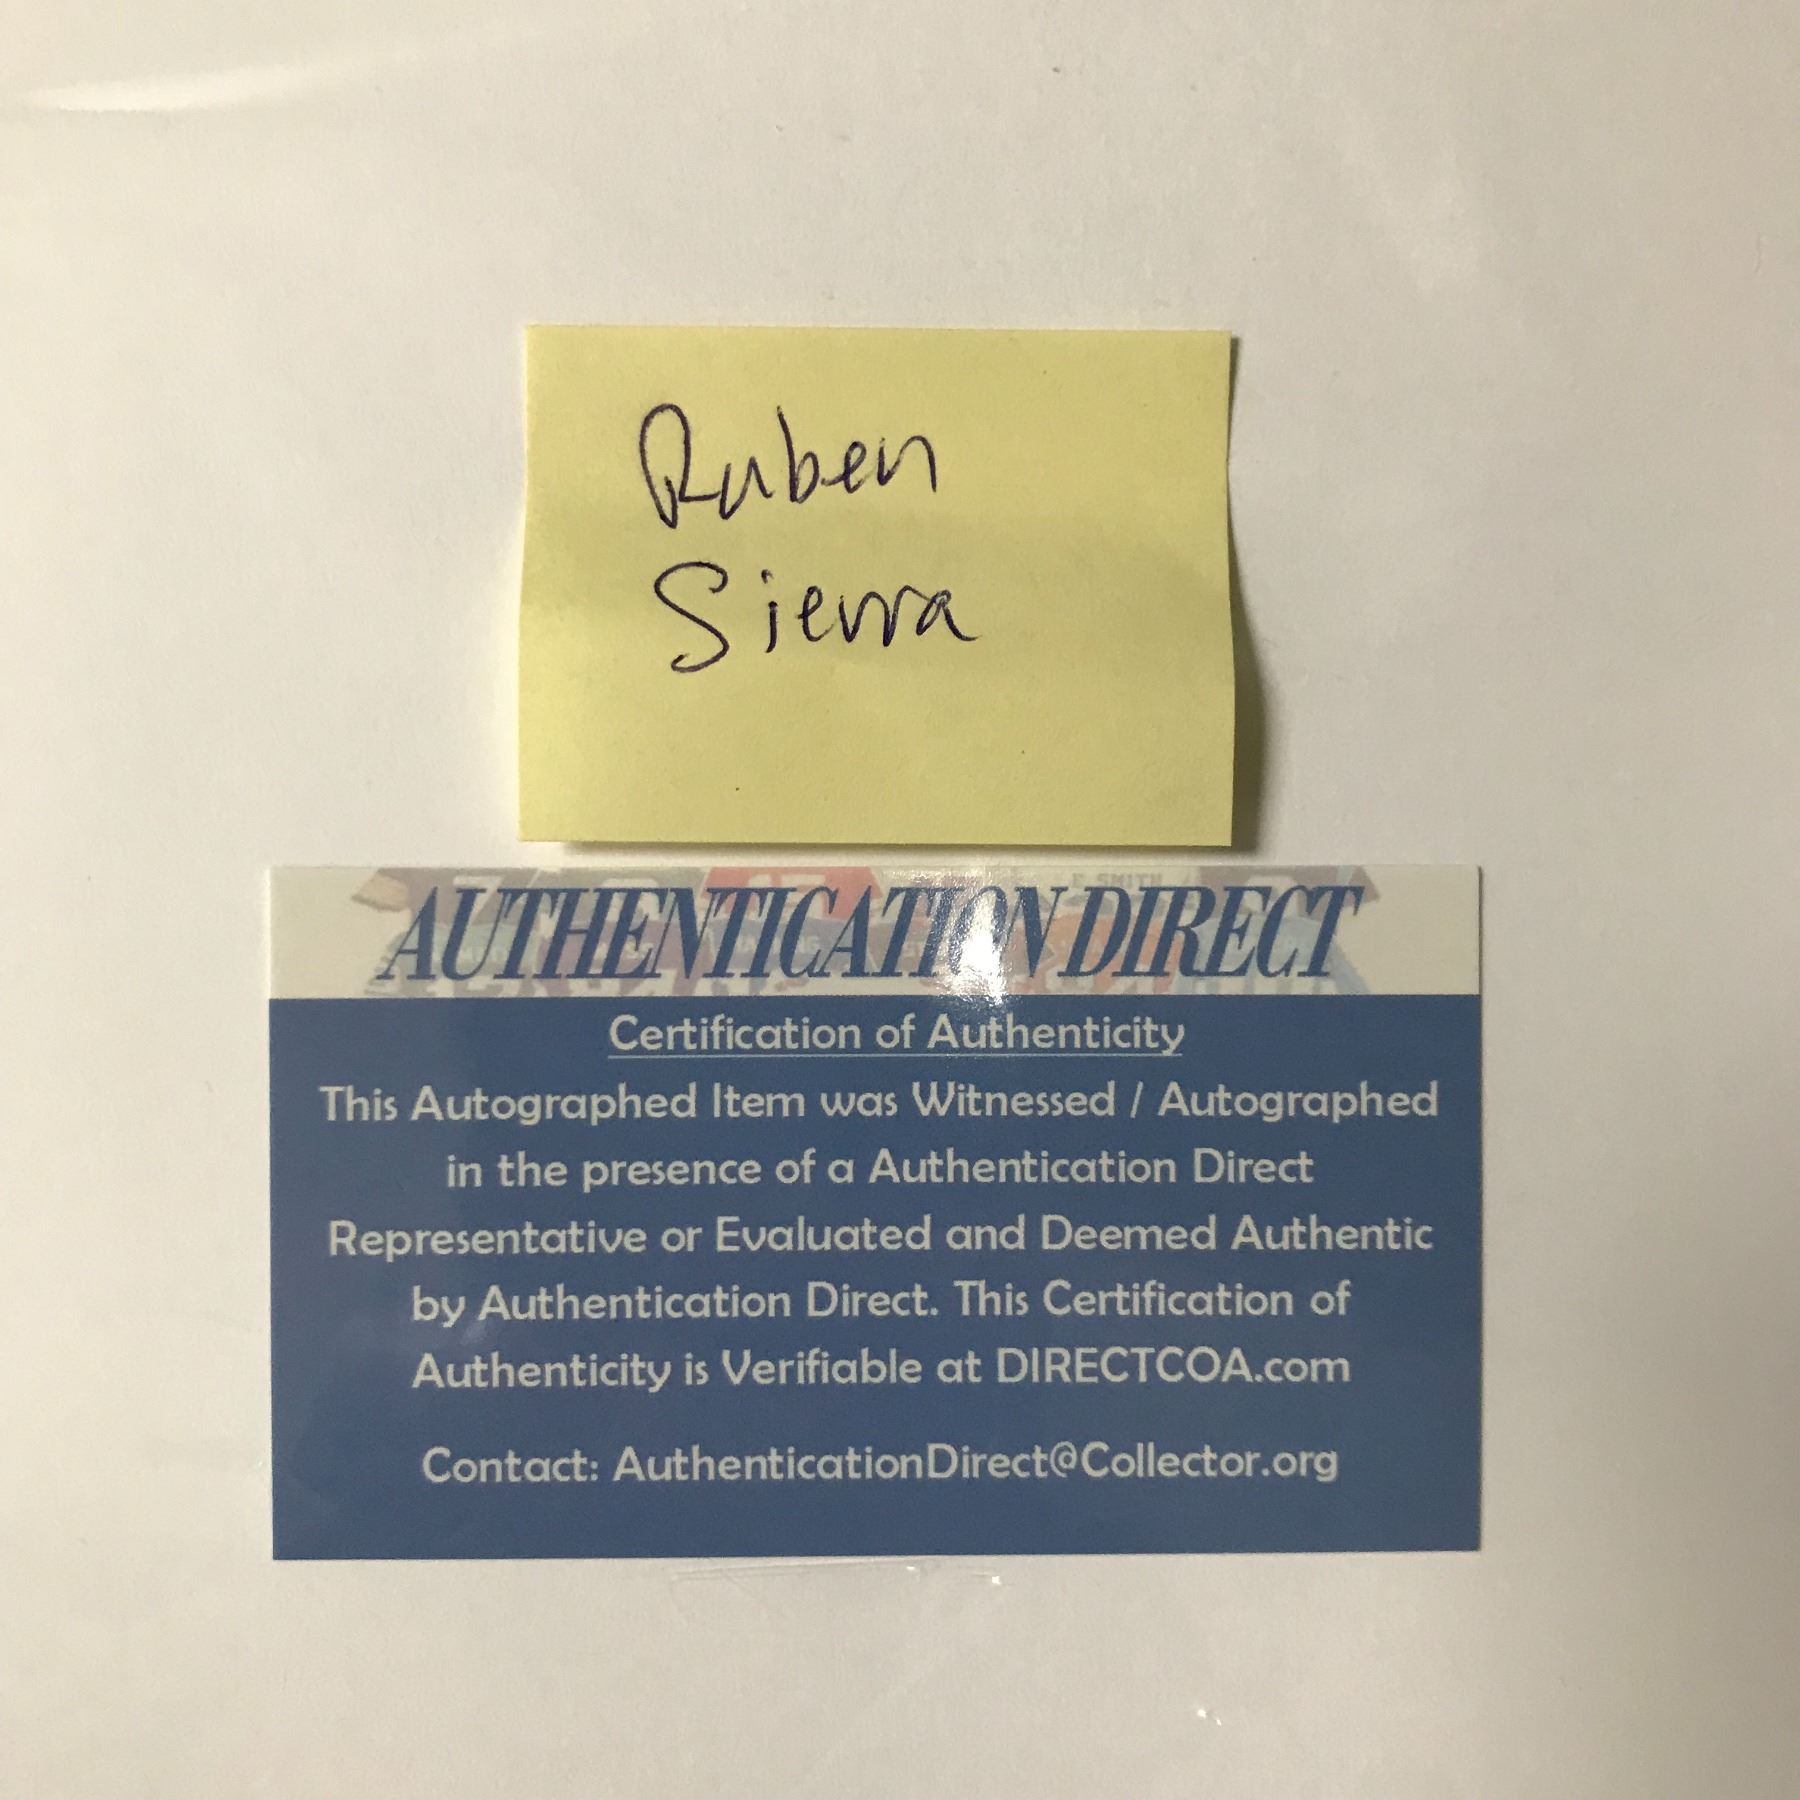 Ruben
Sierra
AUTHENTICATION DIRECT
E SMITH
Certification of Authenticity
This Autographed Item was Witnessed / Autographed
in the presence of a Authentication Direct
Representative or Evaluated and Deemed Authentic
by Authentication Direct. This Certification of
Authenticity is Verifiable at DIRECTCOA.com
Contact: AuthenticationDirect@Collector.org